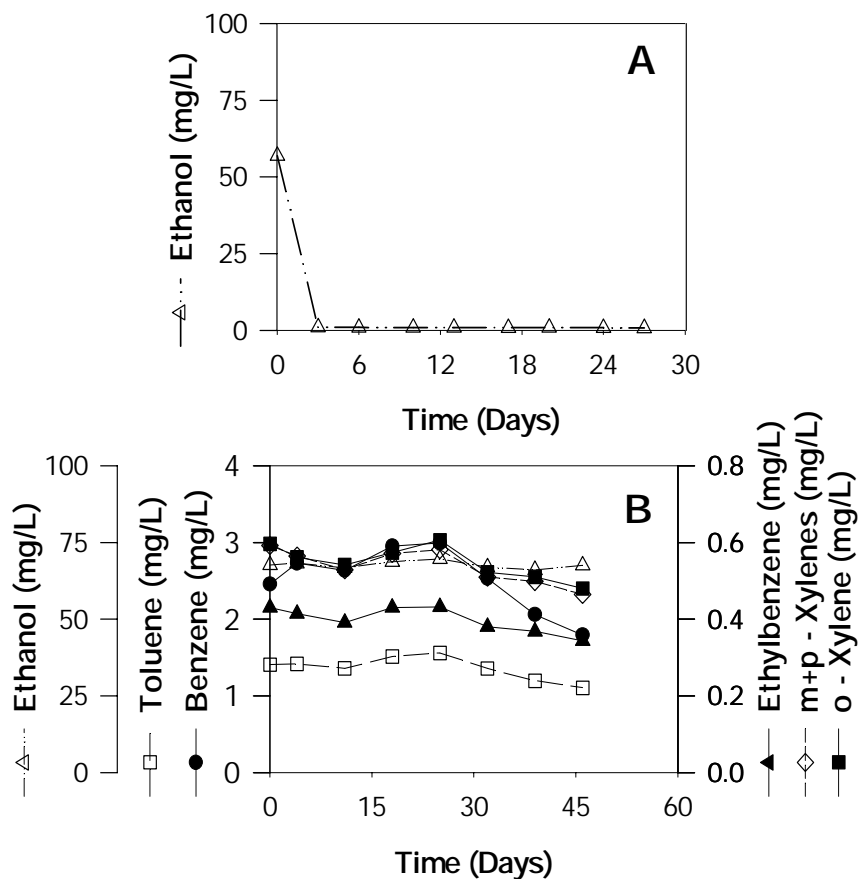 A
Ethanol (mg/L)
100
75
50
25
0
0 6 12 18 24 30
Time (Days)
B
Ethanol (mg/L)
100
75
50
25
0
Toluene (mg/L)
Benzene (mg/L)
4
3
2
1
0
0.8
0.6
0.4
0.2
0.0
Ethylbenzene (mg/L)
m+p - Xylenes (mg/L)
o - Xylene (mg/L)
0 15 30 45 60
Time (Days)